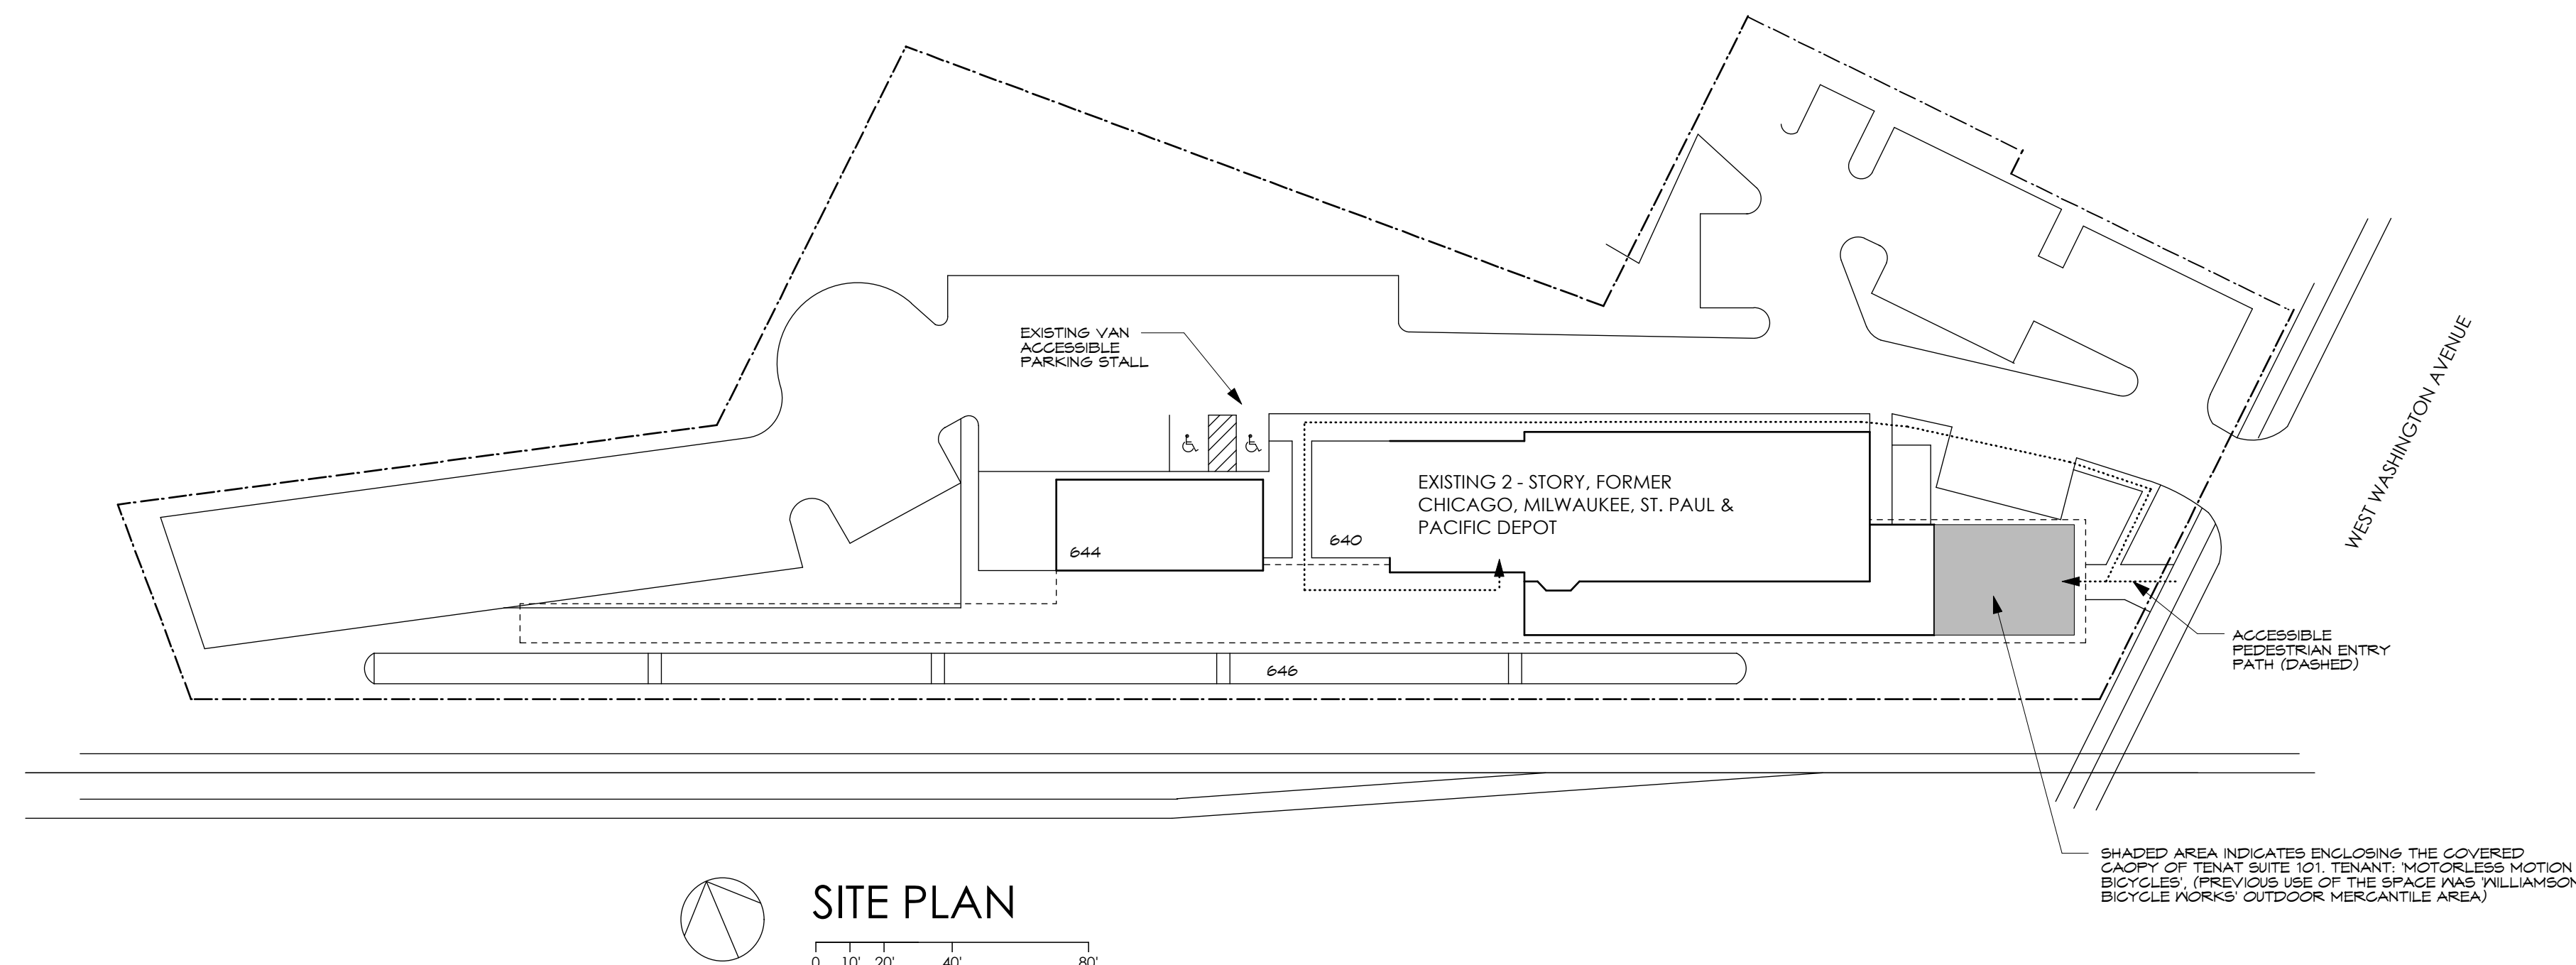 EXISTING VAN
ACCESSIBLE
PARKING STALL
WEST WASHINGTON AVENUE
EXISTING 2 - STORY, FORMER
CHICAGO, MILWAUKEE, ST. PAUL &
PACIFIC DEPOT
640
644
646
ACCESSIBLE
PEDESTRIAN ENTRY
PATH (DASHED)
SHADED AREA INDICATES ENCLOSING THE COVERED
CAOPY OF TENAT SUITE 101. TENANT: 'MOTORLESS MOTION
BICYCLES', (PREVIOUS USE OF THE SPACE WAS 'WILLIAMSON
BICYCLE WORKS' OUTDOOR MERCANTILE AREA)
SITE PLAN
0 10' 20' 40' 80'